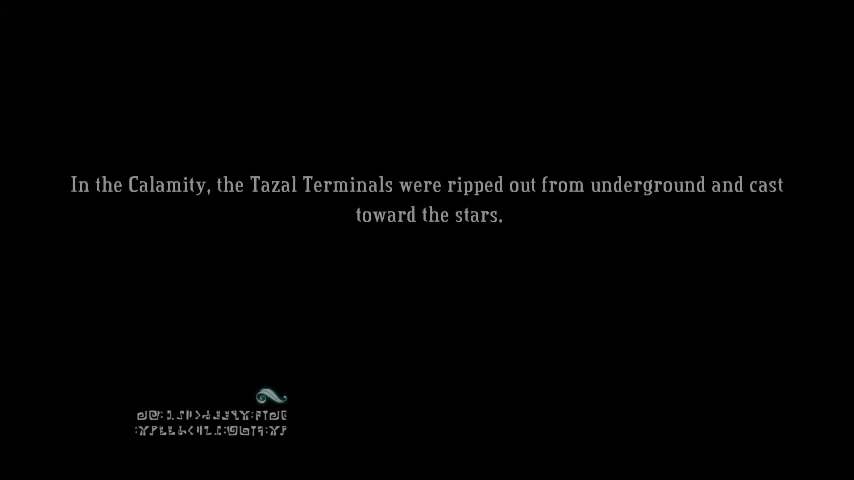 In the Calamity, the Tazal Terminals were ripped out from underground and cast
toward the stars.